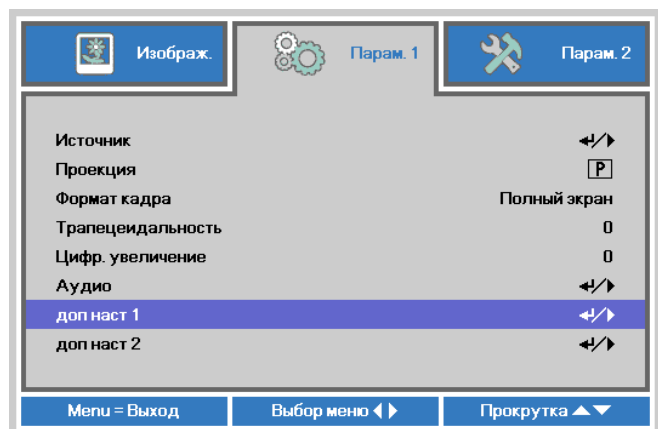 Изображ. Парам. 1 Парам. 2
Источник ↵/▶
Проекция P
Формат кадра Полный экран
Трапецеидальность 0
Цифр. увеличение 0
Аудио ↵/▶
доп наст 1 ↵/▶
доп наст 2 ↵/▶
Menu = Выход Выбор меню ◀▶ Прокрутка ▲▼